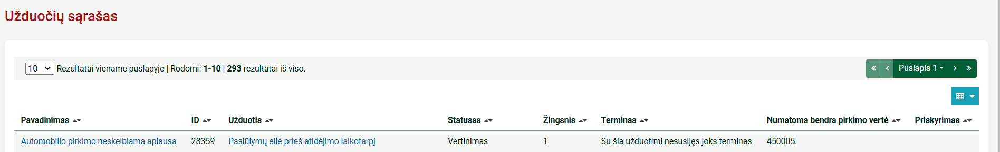 Užduočių sąrašas
10 Rezultatai viename puslapyje | Rodomi: 1-10 | 293 rezultatai iš viso.
« ‹ Puslapis 1 › »
Pavadinimas ID Užduotis Statusas Žingsnis Terminas Numatoma bendra pirkimo vertė Priskyrimas
Automobilio pirkimo neskelbiama aplausa 28359 Pasiūlymų eilė prieš atidėjimo laikotarpį Vertinimas 1 Su šia užduotimi nesusijęs joks terminas 450005.